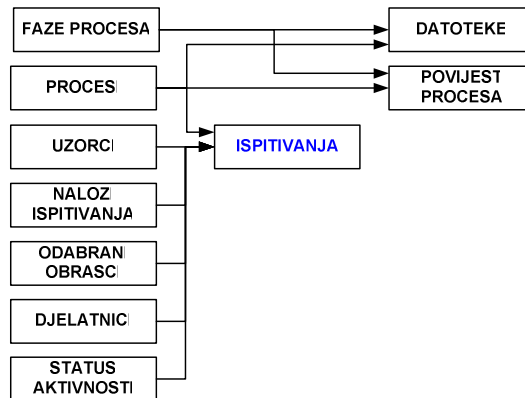 FAZE PROCESA
DATOTEKE
PROCESI
POVIJEST
PROCESA
UZORCI
ISPITIVANJA
NALOZI
ISPITIVANJA
ODABRANI
OBRASCI
DJELATNICI
STATUS
AKTIVNOSTI